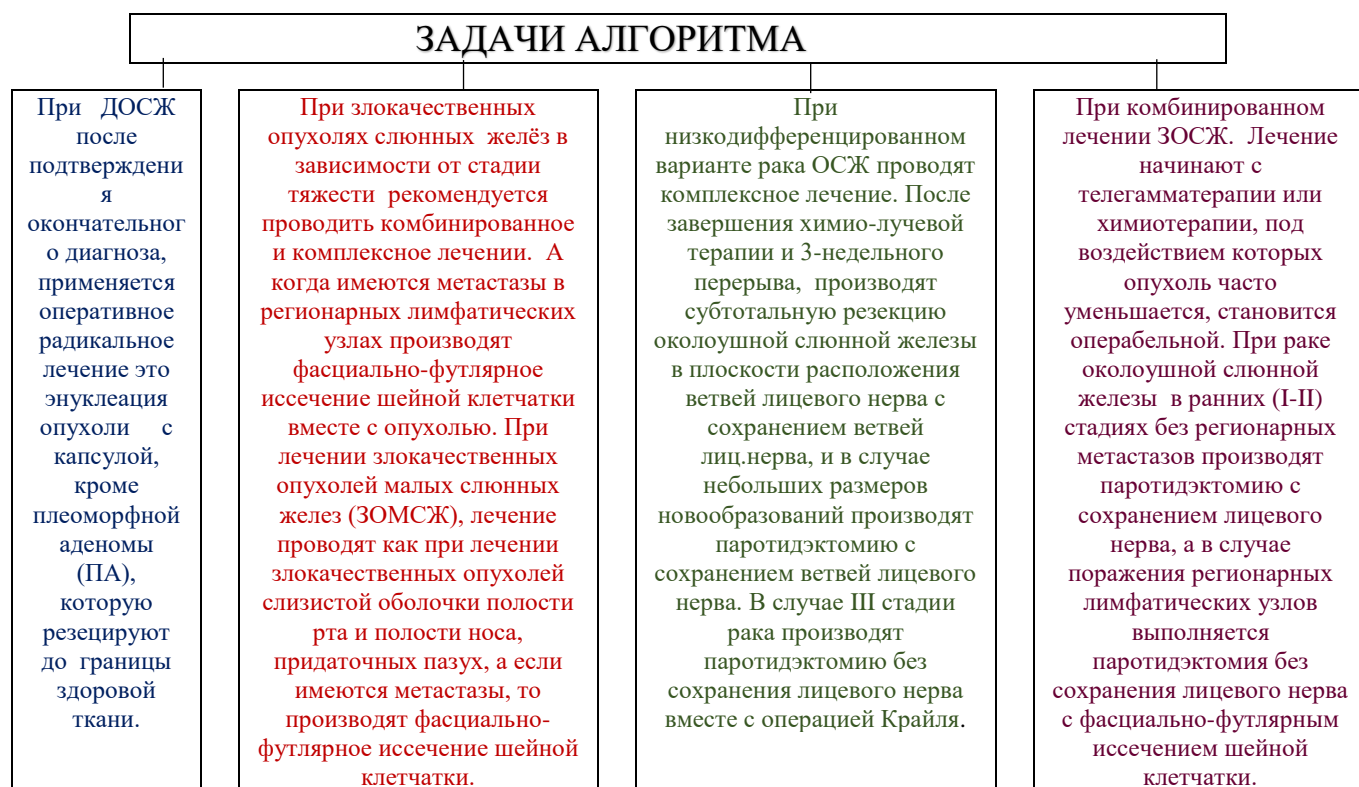 ЗАДАЧИ АЛГОРИТМА
При ДОСЖ
после
подтверждени
я
окончательног
о диагноза,
применяется
оперативное
радикальное
лечение это
энуклеация
опухоли с
капсулой,
кроме
плеоморфной
аденомы
(ПА),
которую
резецируют
до границы
здоровой
ткани.
При злокачественных
опухолях слюнных желёз в
зависимости от стадии
тяжести рекомендуется
проводить комбинированное
и комплексное лечении. А
когда имеются метастазы в
регионарных лимфатических
узлах производят
фасциально-футлярное
иссечение шейной клетчатки
вместе с опухолью. При
лечении злокачественных
опухолей малых слюнных
желез (ЗОМСЖ), лечение
проводят как при лечении
злокачественных опухолей
слизистой оболочки полости
рта и полости носа,
придаточных пазух, а если
имеются метастазы, то
производят фасциально-
футлярное иссечение шейной
клетчатки.
При
низкодифференцированном
варианте рака ОСЖ проводят
комплексное лечение. После
завершения химио-лучевой
терапии и 3-недельного
перерыва, производят
субтотальную резекцию
околоушной слюнной железы
в плоскости расположения
ветвей лицевого нерва с
сохранением ветвей
лиц.нерва, и в случае
небольших размеров
новообразований производят
паротидэктомию с
сохранением ветвей лицевого
нерва. В случае III стадии
рака производят
паротидэктомию без
сохранения лицевого нерва
вместе с операцией Крайля.
При комбинированном
лечении ЗОСЖ. Лечение
начинают с
телегамматерапии или
химиотерапии, под
воздействием которых
опухоль часто
уменьшается, становится
операбельной. При раке
околоушной слюнной
железы в ранних (I-II)
стадиях без регионарных
метастазов производят
паротидэктомию с
сохранением лицевого
нерва, а в случае
поражения регионарных
лимфатических узлов
выполняется
паротидэктомия без
сохранения лицевого нерва
с фасциально-футлярным
иссечением шейной
клетчатки.